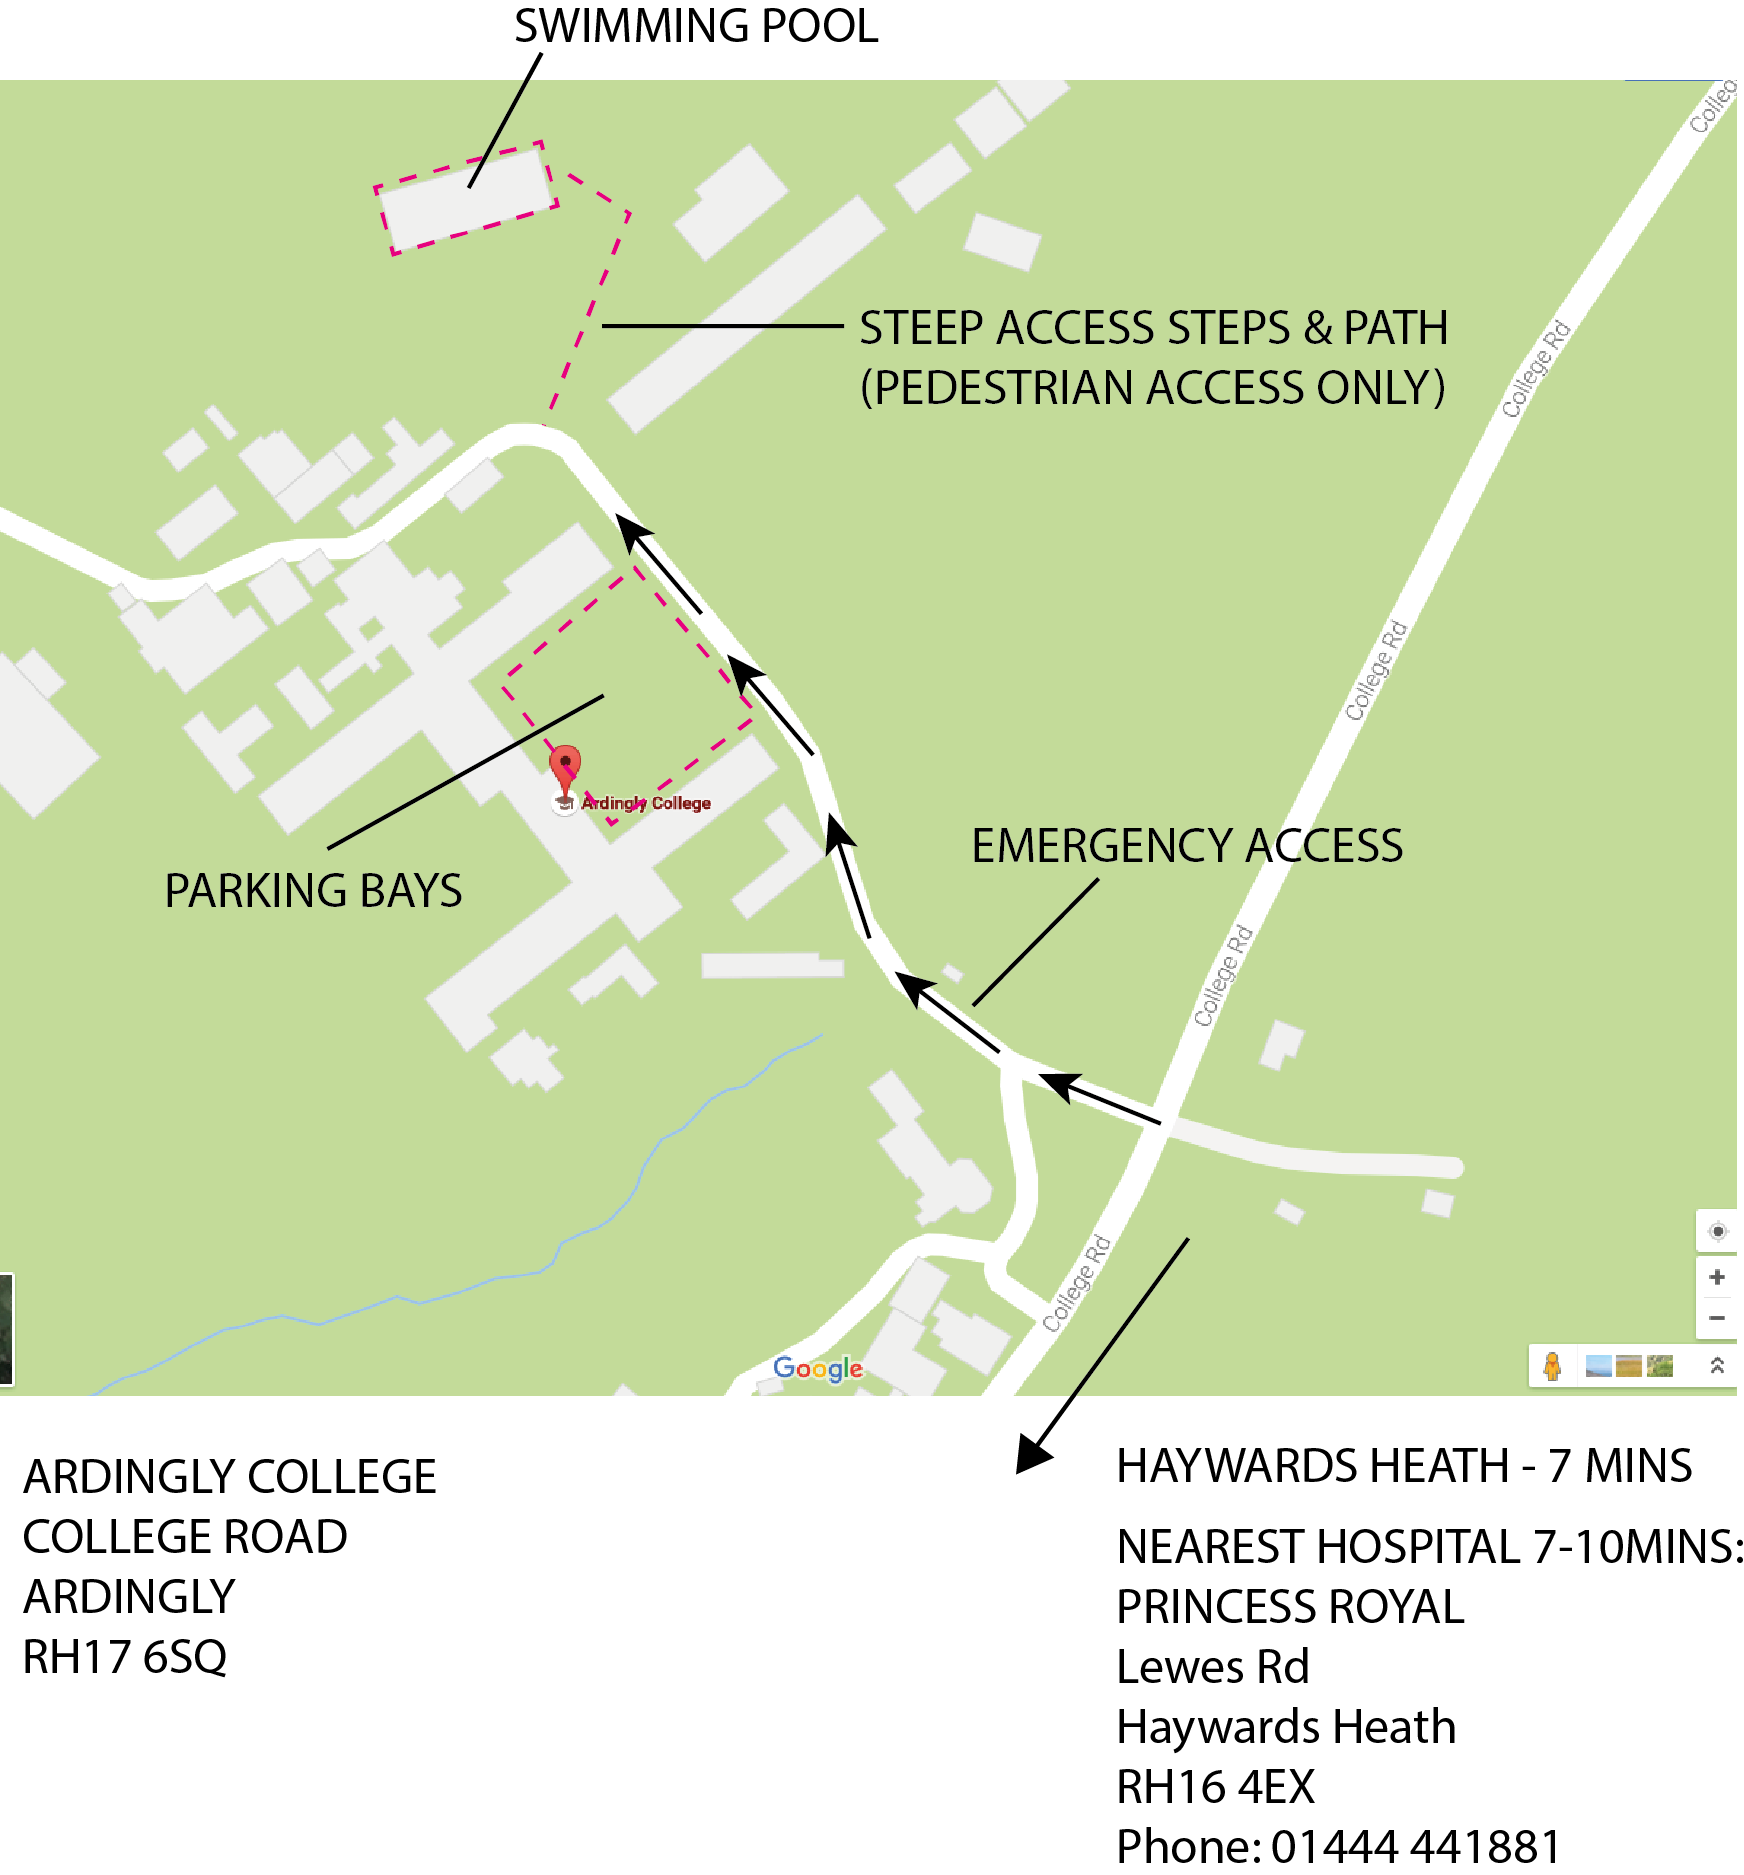 SWIMMING POOL
College Rd
STEEP ACCESS STEPS & PATH
(PEDESTRIAN ACCESS ONLY)
College Rd
College Rd
Ardingly College
EMERGENCY ACCESS
PARKING BAYS
College Rd
College Rd
Google
ARDINGLY COLLEGE
COLLEGE ROAD
ARDINGLY
RH17 6SQ
HAYWARDS HEATH - 7 MINS
NEAREST HOSPITAL 7-10MINS:
PRINCESS ROYAL
Lewes Rd
Haywards Heath
RH16 4EX
Phone: 01444 441881